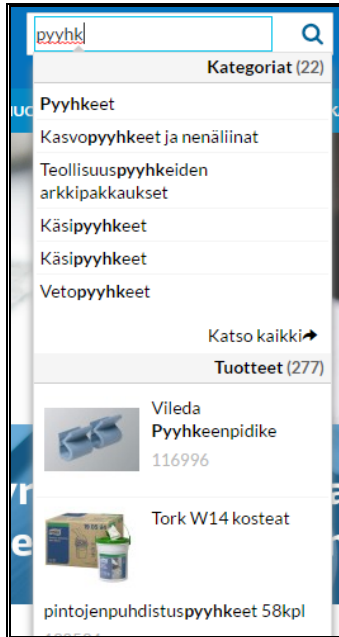 pyyhk
Kategoriat (22)
Pyyhkeet
Kasvopyyhkeet ja nenäliinat
Teollisuuspyyhkeiden
arkkipakkaukset
Käsipyyhkeet
Käsipyyhkeet
Vetopyyhkeet
Katso kaikki
Tuotteet (277)
Vileda
Pyyhkeenpidike
116996
Tork W14 kosteat
pintojenpuhdistuspyyhkeet 58kpl